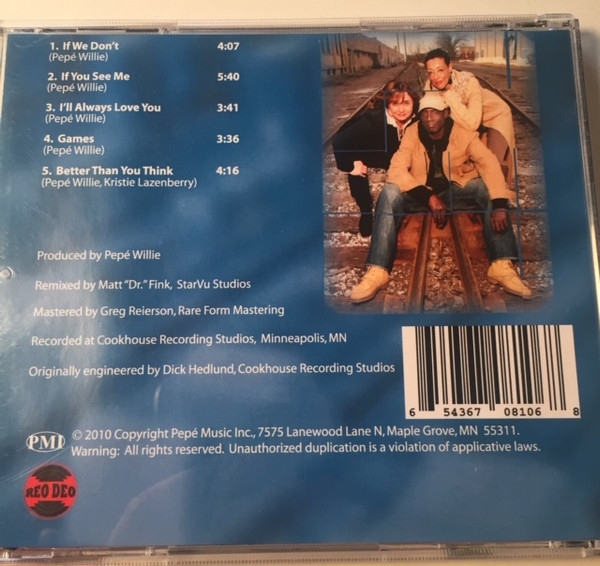 1. If We Don't 4:07
(Pepé Willie)
2. If You See Me 5:40
(Pepé Willie)
3. I'll Always Love You 3:41
(Pepé Willie)
4. Games 3:36
(Pepé Willie)
5. Better Than You Think 4:16
(Pepé Willie, Kristie Lazenberry)
Produced by Pepé Willie
Remixed by Matt "Dr." Fink, StarVu Studios
Mastered by Greg Reierson, Rare Form Mastering
Recorded at Cookhouse Recording Studios, Minneapolis, MN
Originally engineered by Dick Hedlund, Cookhouse Recording Studios
6 54367 08106 8
PMI
© 2010 Copyright Pepé Music Inc., 7575 Lanewood Lane N, Maple Grove, MN 55311.
Warning: All rights reserved. Unauthorized duplication is a violation of applicative laws.
REO DEO